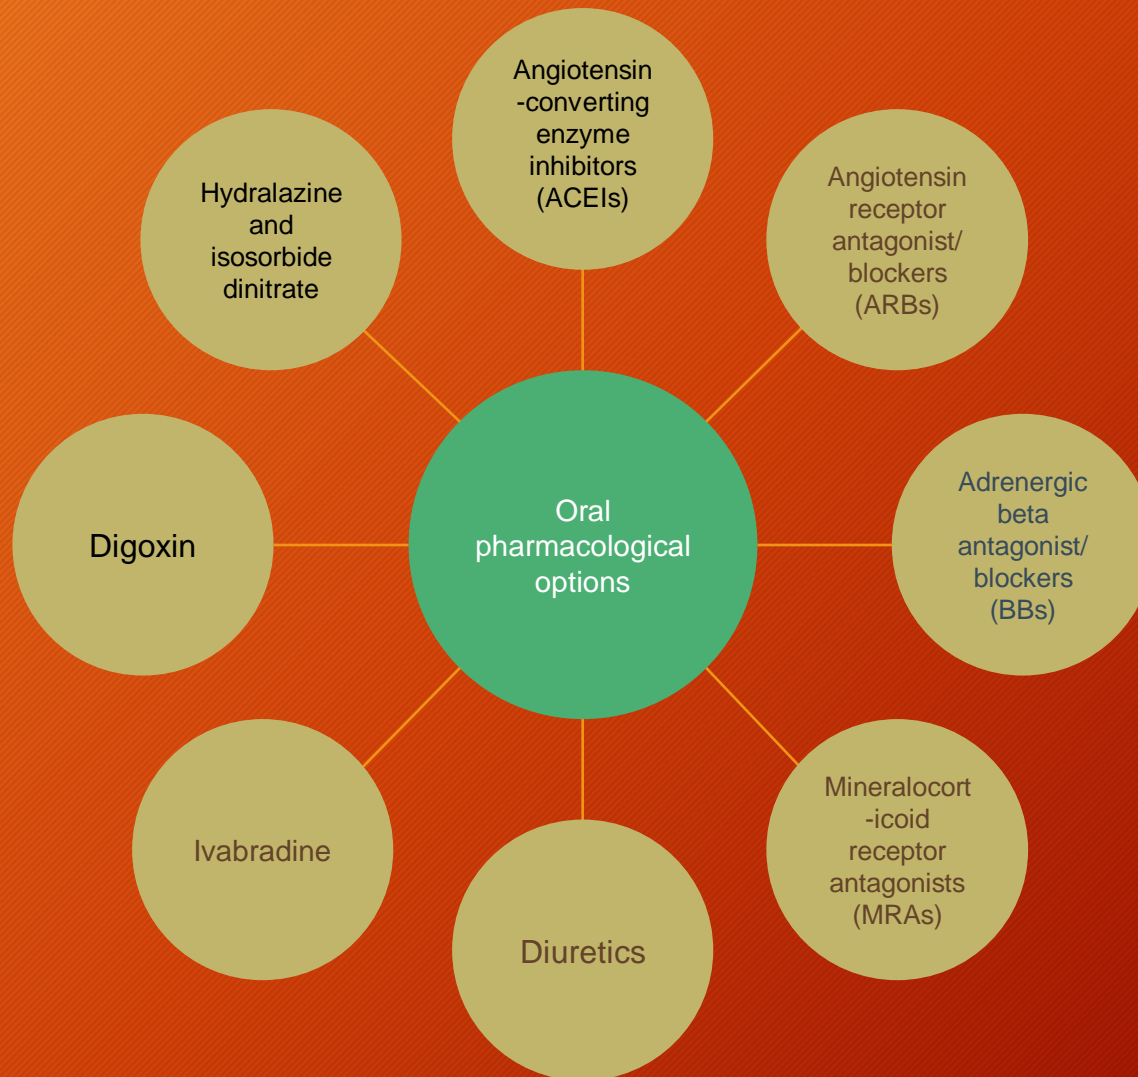 Angiotensin
-converting
enzyme
inhibitors
(ACEIs)
Angiotensin
receptor
antagonist/
blockers
(ARBs)
Adrenergic
beta
antagonist/
blockers
(BBs)
Mineralocort
-icoid
receptor
antagonists
(MRAs)
Diuretics
Ivabradine
Digoxin
Hydralazine
and
isosorbide
dinitrate
Oral
pharmacological
options